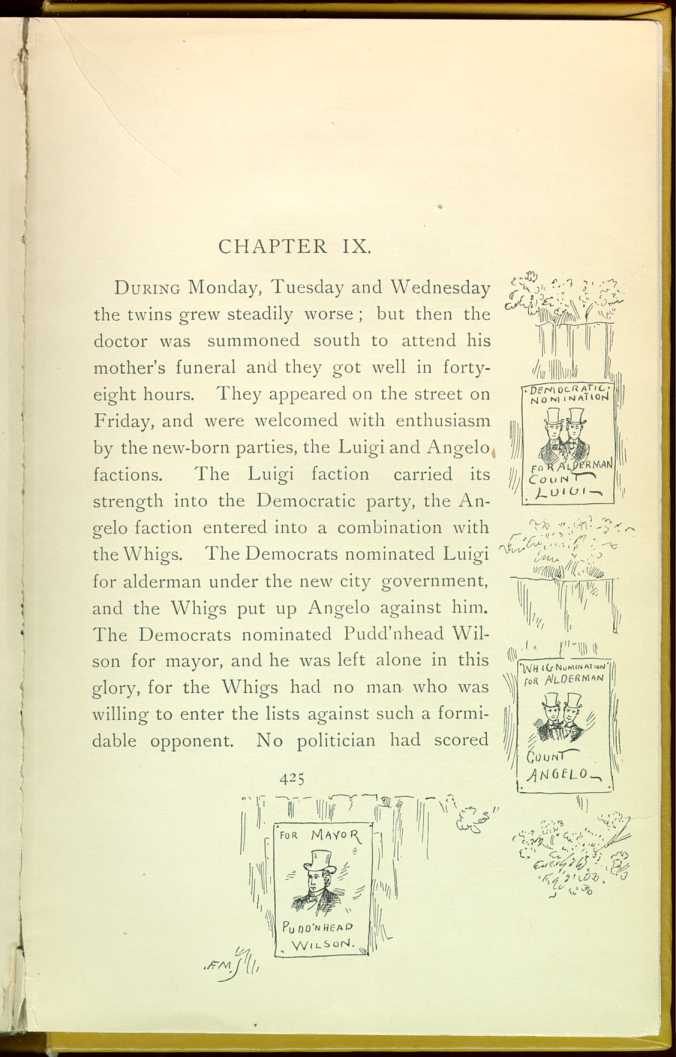 CHAPTER IX.
DURING Monday, Tuesday and Wednesday
the twins grew steadily worse; but then the
doctor was summoned south to attend his
mother's funeral and they got well in forty-
eight hours. They appeared on the street on
Friday, and were welcomed with enthusiasm
by the new-born parties, the Luigi and Angelo
factions. The Luigi faction carried its
strength into the Democratic party, the An-
gelo faction entered into a combination with
the Whigs. The Democrats nominated Luigi
for alderman under the new city government,
and the Whigs put up Angelo against him.
The Democrats nominated Pudd'nhead Wil-
son for mayor, and he was left alone in this
glory, for the Whigs had no man who was
willing to enter the lists against such a formi-
dable opponent. No politician had scored
425
DEMOCRATIC
NOMINATION
FOR ALDERMAN
COUNT
LUIGI
WHIG NOMINATION
FOR ALDERMAN
COUNT
ANGELO
FOR MAYOR
PUDD'NHEAD
WILSON.
F.M.S